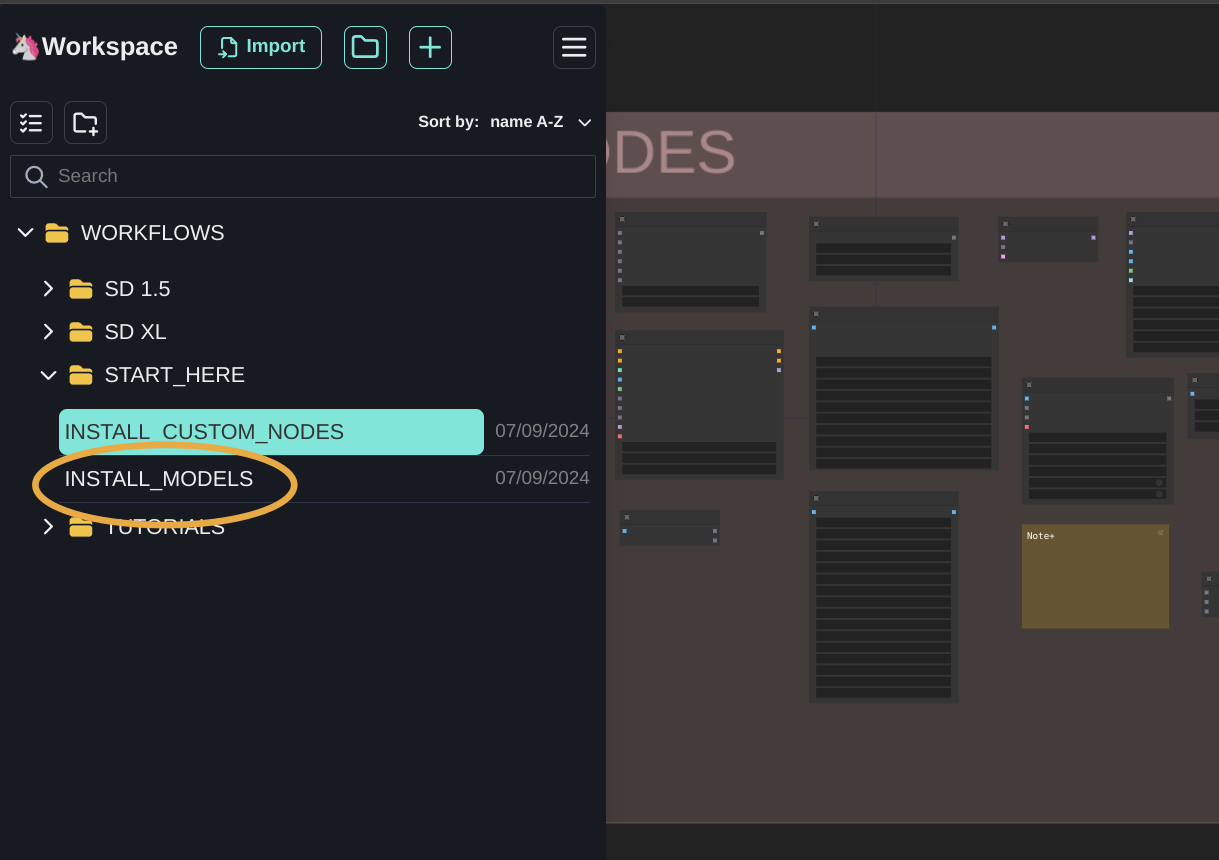 Workspace
Import
Sort by: name A-Z
Search
WORKFLOWS
SD 1.5
SD XL
START_HERE
INSTALL_CUSTOM_NODES 07/09/2024
INSTALL_MODELS 07/09/2024
TUTORIALS
ODES
Note+